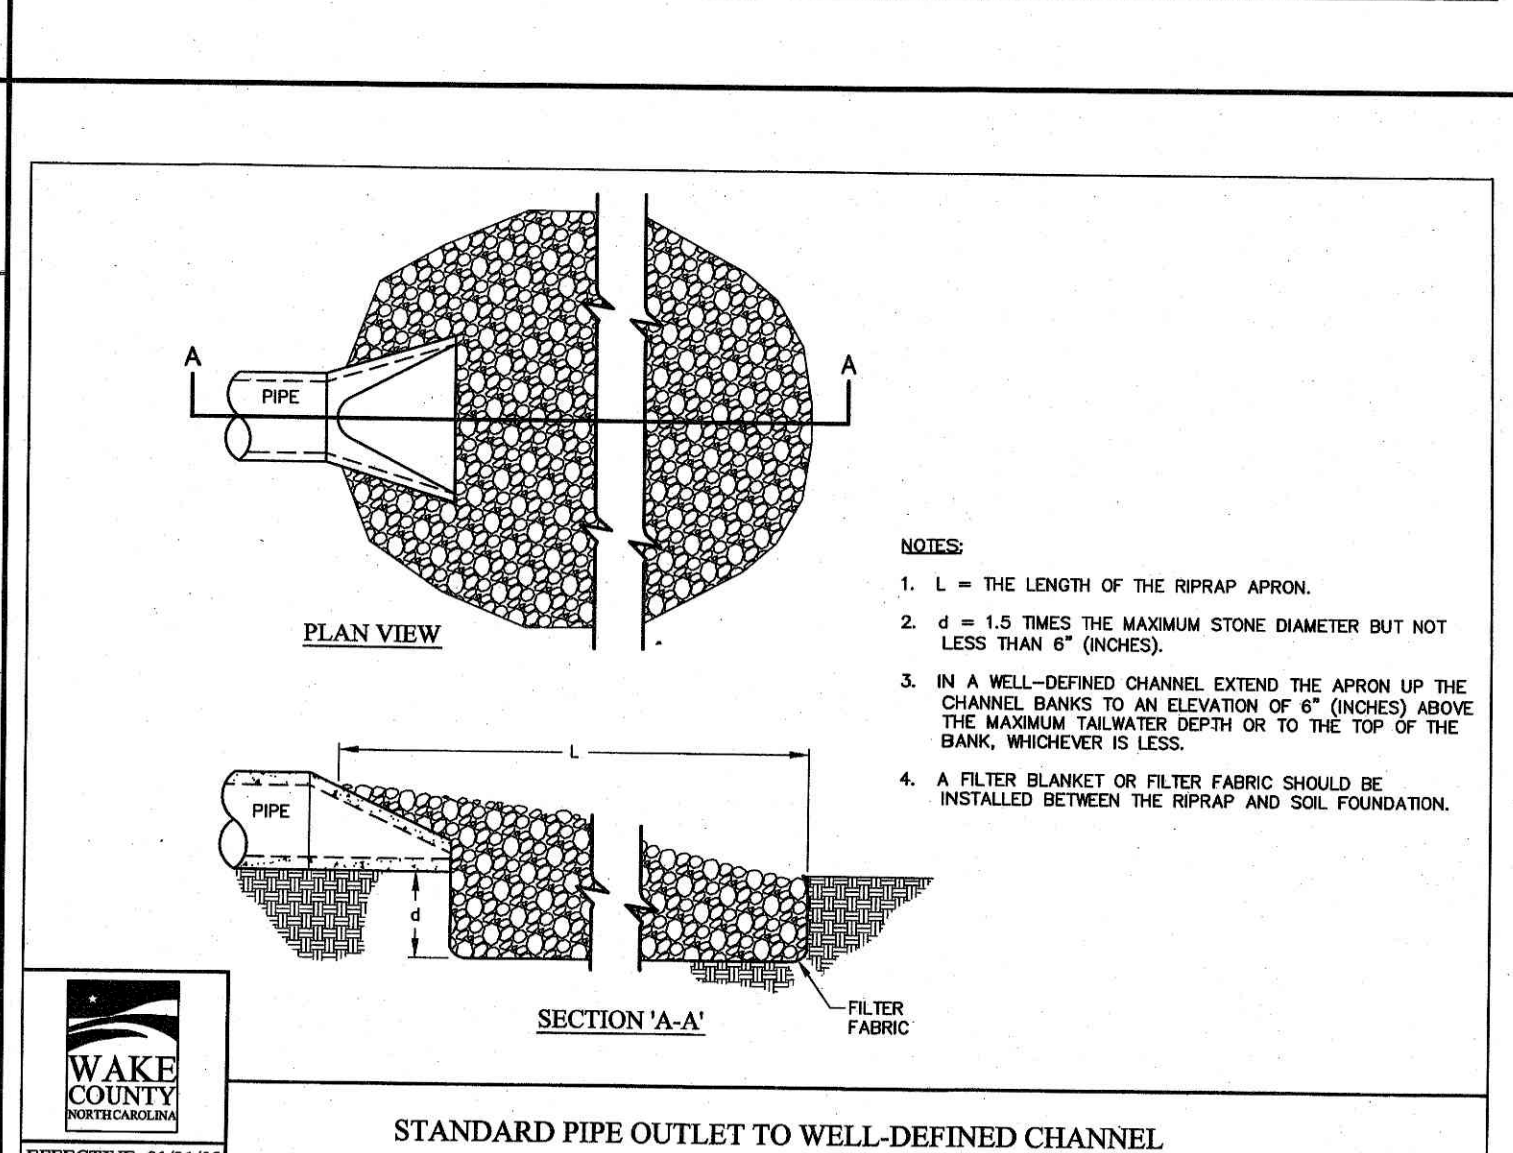 A
A
PIPE
PLAN VIEW
NOTES:
1. L = THE LENGTH OF THE RIPRAP APRON.
2. d = 1.5 TIMES THE MAXIMUM STONE DIAMETER BUT NOT
LESS THAN 6" (INCHES).
3. IN A WELL-DEFINED CHANNEL EXTEND THE APRON UP THE
CHANNEL BANKS TO AN ELEVATION OF 6" (INCHES) ABOVE
THE MAXIMUM TAILWATER DEPTH OR TO THE TOP OF THE
BANK, WHICHEVER IS LESS.
4. A FILTER BLANKET OR FILTER FABRIC SHOULD BE
INSTALLED BETWEEN THE RIPRAP AND SOIL FOUNDATION.
L
PIPE
d
FILTER
FABRIC
SECTION 'A-A'
WAKE
COUNTY
NORTH CAROLINA
STANDARD PIPE OUTLET TO WELL-DEFINED CHANNEL